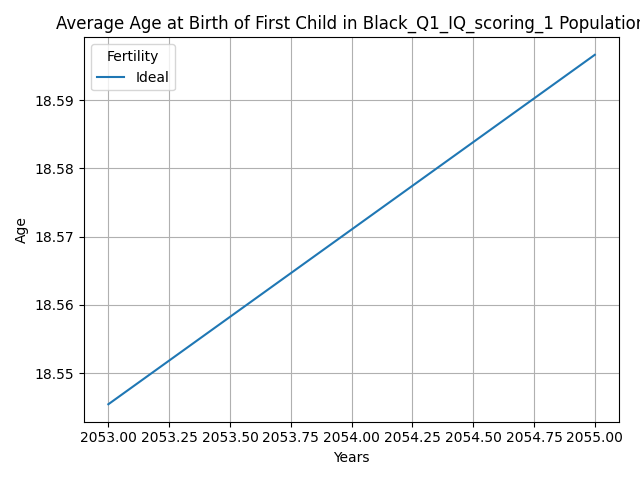 Average Age at Birth of First Child in Black_Q1_IQ_scoring_1 Population
Fertility
Ideal
18.59
18.58
18.57
18.56
18.55
Age
2053.00 2053.25 2053.50 2053.75 2054.00 2054.25 2054.50 2054.75 2055.00
Years